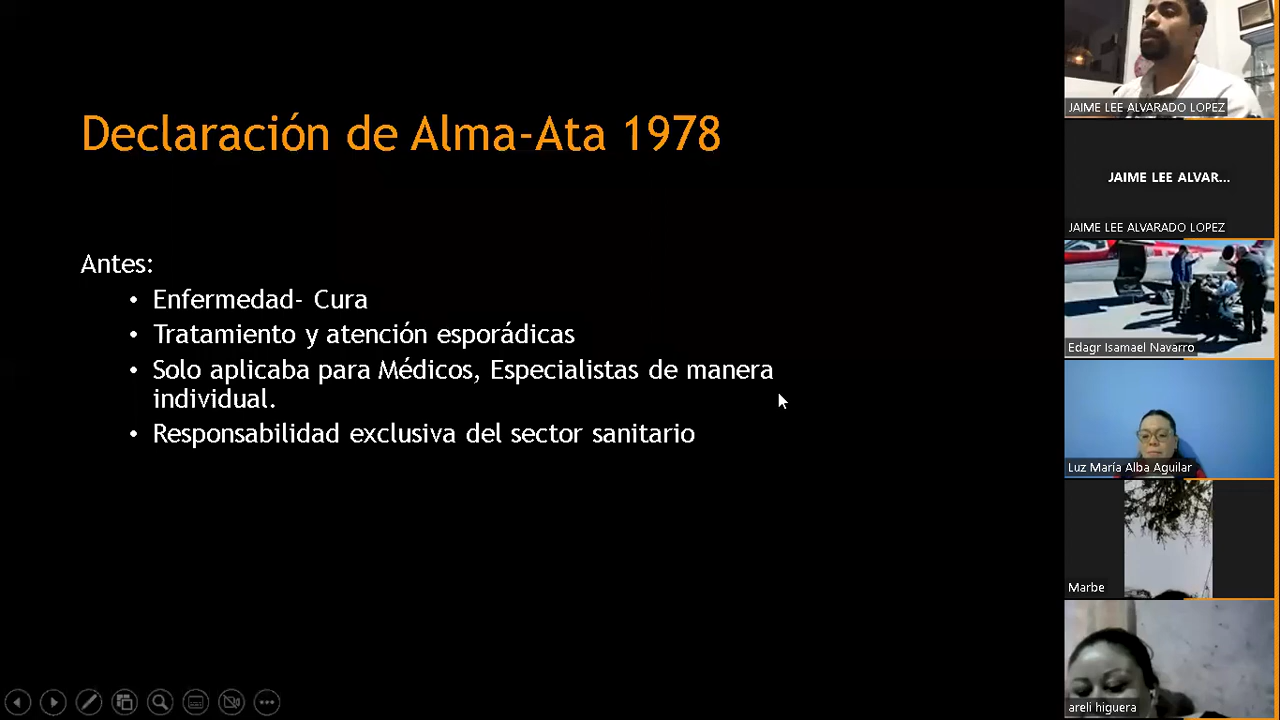 Declaración de Alma-Ata 1978
Antes:
• Enfermedad- Cura
• Tratamiento y atención esporádicas
• Solo aplicaba para Médicos, Especialistas de manera
individual.
• Responsabilidad exclusiva del sector sanitario
JAIME LEE ALVARADO LOPEZ
JAIME LEE ALVAR...
JAIME LEE ALVARADO LOPEZ
Edagr Isamael Navarro
Luz María Alba Aguilar
Marbe
areli higuera